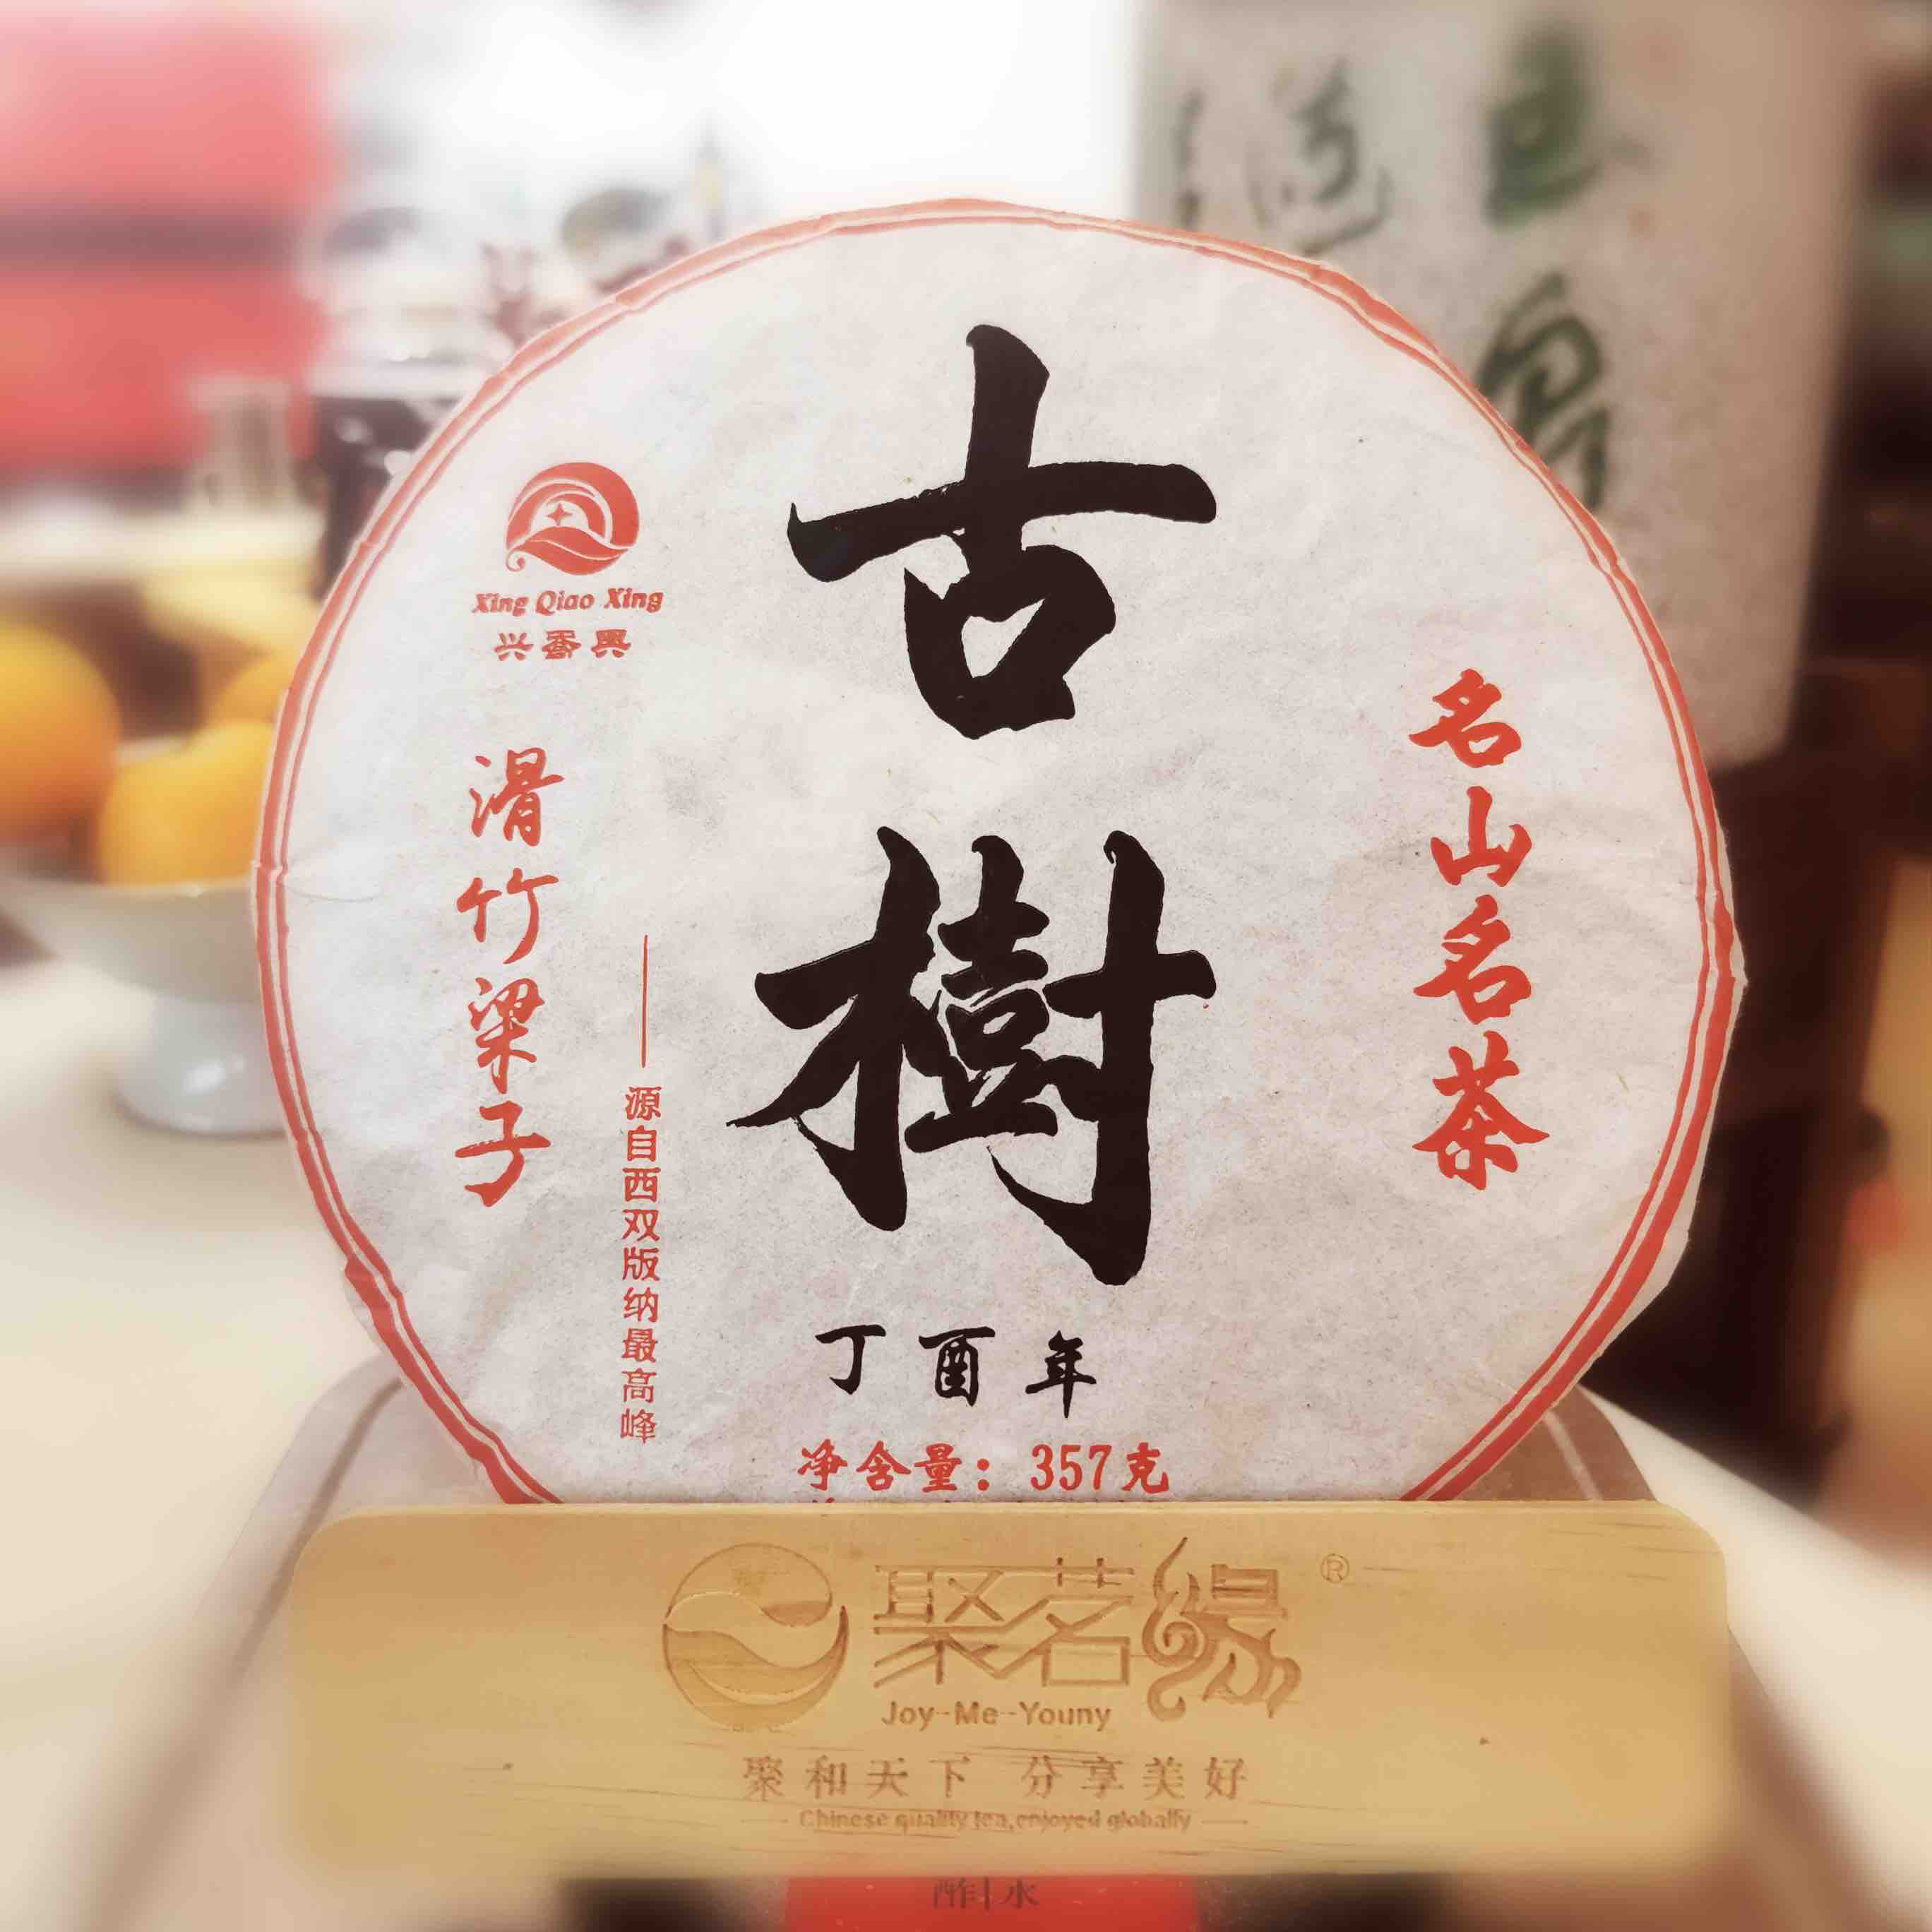 古樹
名山名茶
Xing Qiao Xing
兴喬興
滑竹梁子
——源自西双版纳最高峰
丁酉年
净含量：357克
聚茗缘®
Joy-Me-Youny
聚和天下 分享美好
Chinese quality tea,enjoyed globally